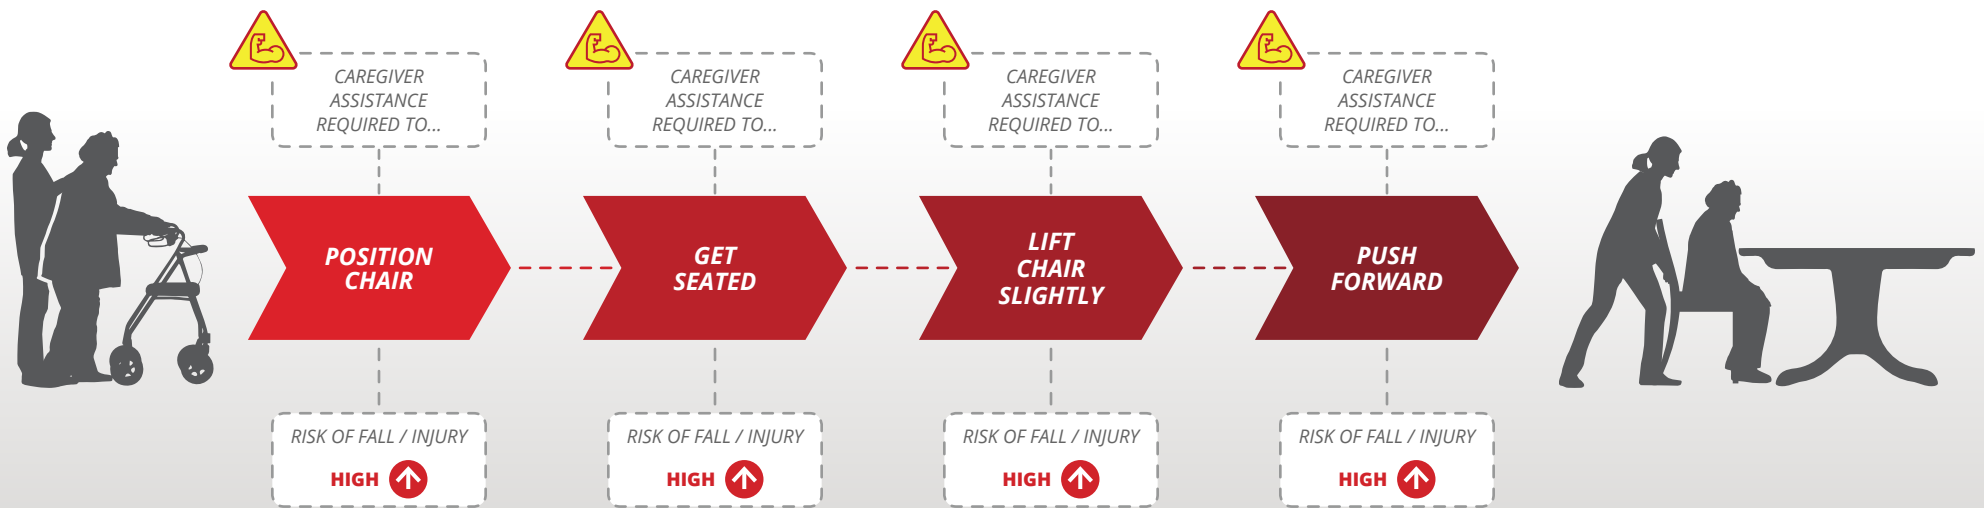 CAREGIVER
ASSISTANCE
REQUIRED TO...
CAREGIVER
ASSISTANCE
REQUIRED TO...
CAREGIVER
ASSISTANCE
REQUIRED TO...
CAREGIVER
ASSISTANCE
REQUIRED TO...
POSITION
CHAIR
GET
SEATED
LIFT
CHAIR
SLIGHTLY
PUSH
FORWARD
RISK OF FALL / INJURY
HIGH
RISK OF FALL / INJURY
HIGH
RISK OF FALL / INJURY
HIGH
RISK OF FALL / INJURY
HIGH